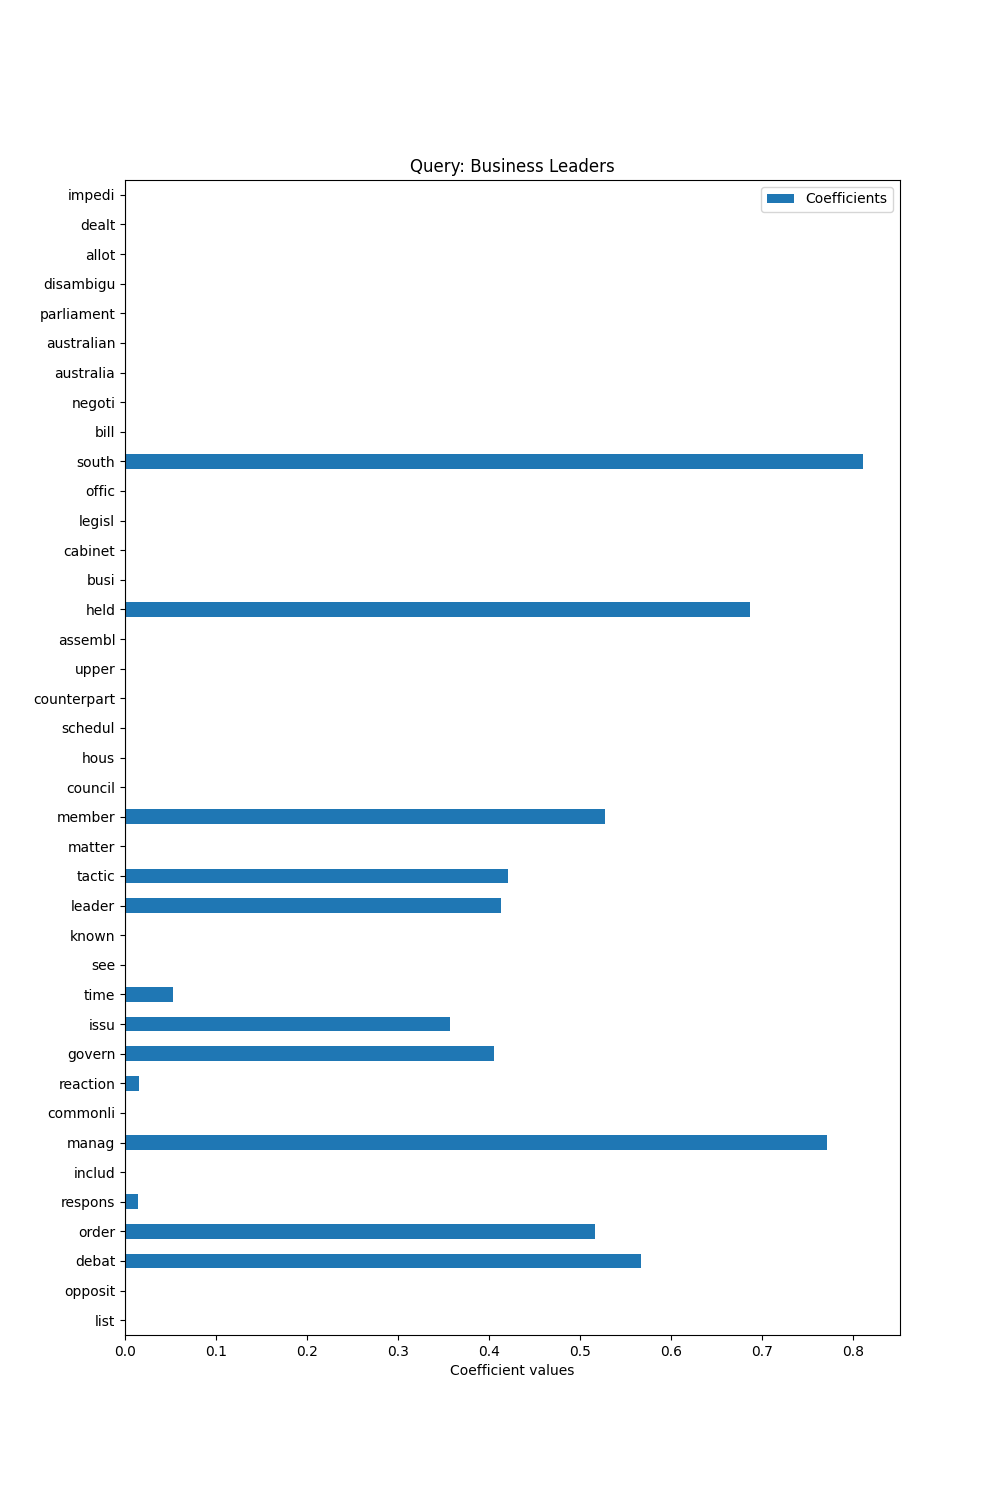 Query: Business Leaders
Coefficients
impedi
dealt
allot
disambigu
parliament
australian
australia
negoti
bill
south
offic
legisl
cabinet
busi
held
assembl
upper
counterpart
schedul
hous
council
member
matter
tactic
leader
known
see
time
issu
govern
reaction
commonli
manag
includ
respons
order
debat
opposit
list
0.0 0.1 0.2 0.3 0.4 0.5 0.6 0.7 0.8
Coefficient values